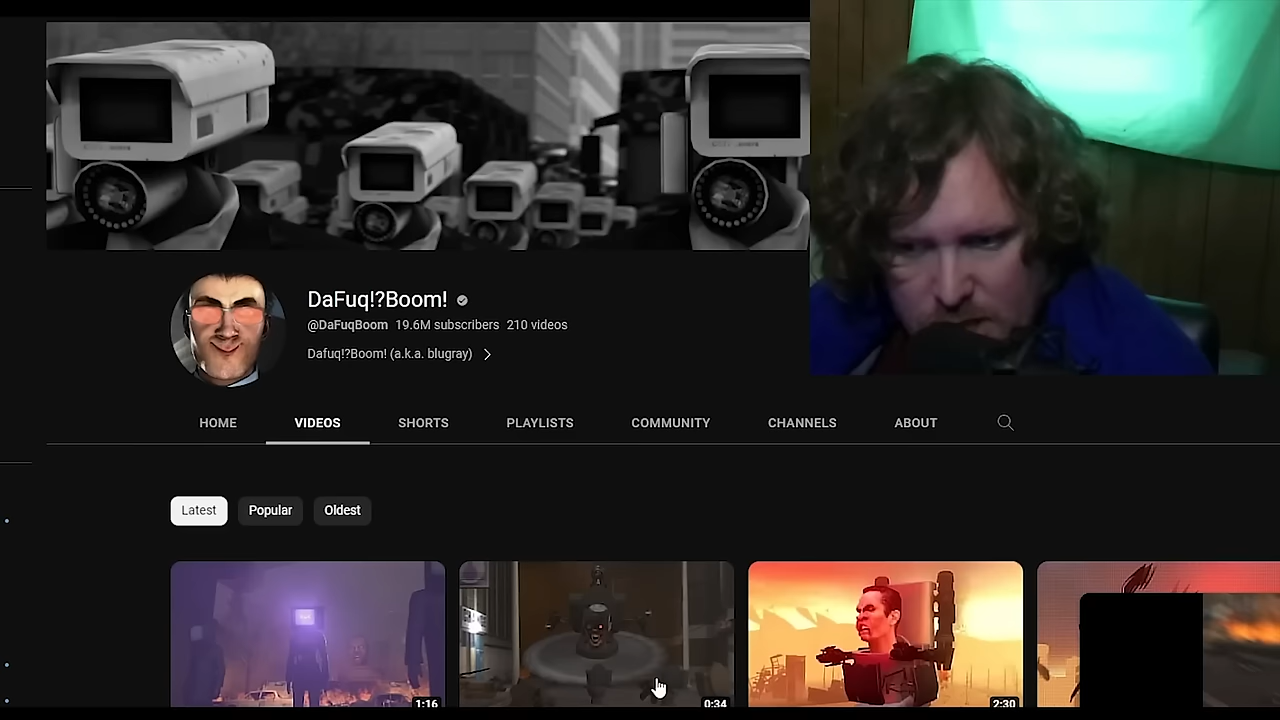 DaFuq!?Boom!
@DaFuqBoom 19.6M subscribers 210 videos
Dafuq!?Boom! (a.k.a. blugray)
HOME VIDEOS SHORTS PLAYLISTS COMMUNITY CHANNELS ABOUT
Latest Popular Oldest
1:16 0:34 2:30